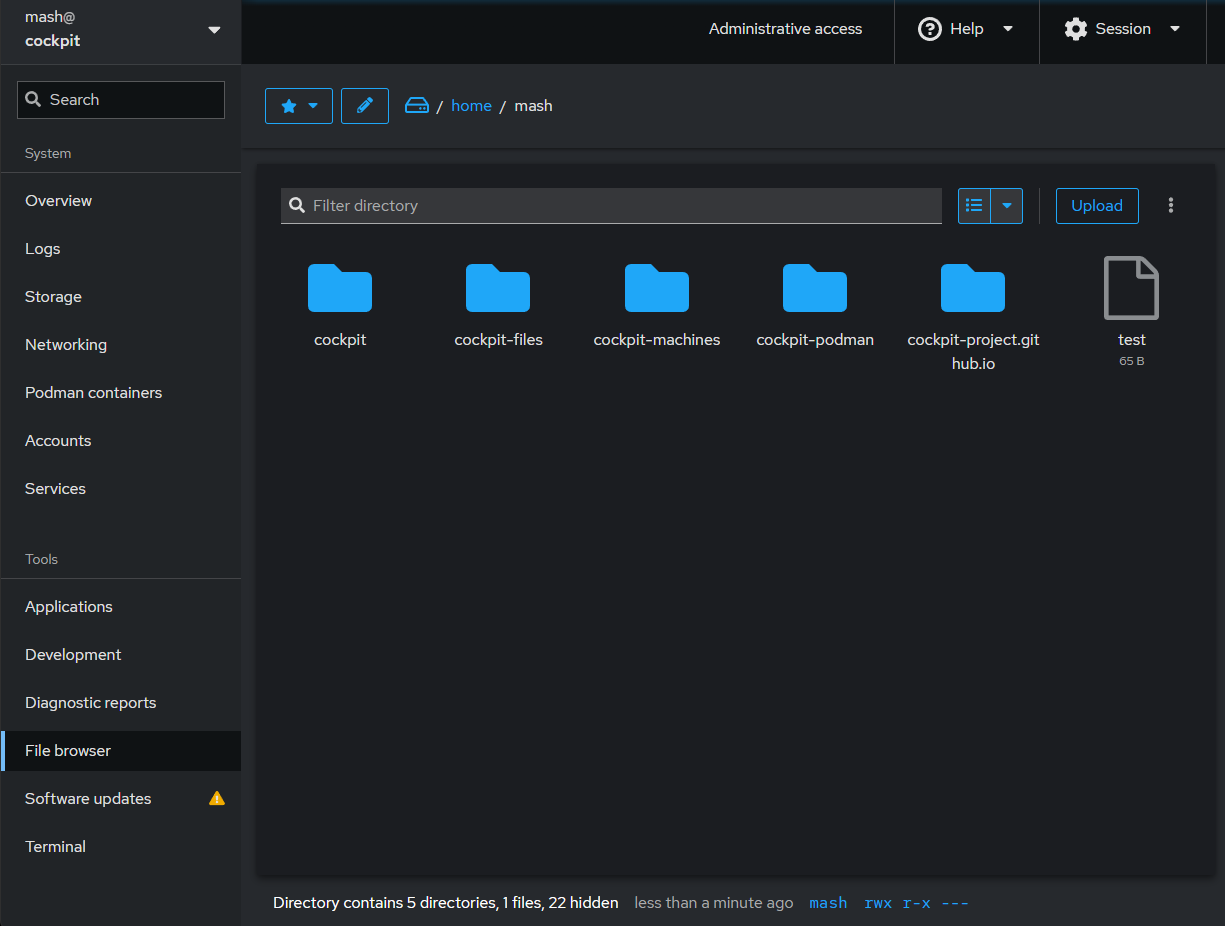 mash@
cockpit
Administrative access
Help
Session
Search
System
Overview
Logs
Storage
Networking
Podman containers
Accounts
Services
Tools
Applications
Development
Diagnostic reports
File browser
Software updates
Terminal
/ home / mash
Filter directory
Upload
cockpit
cockpit-files
cockpit-machines
cockpit-podman
cockpit-project.git
hub.io
test
65 B
Directory contains 5 directories, 1 files, 22 hidden less than a minute ago mash rwx r-x ---